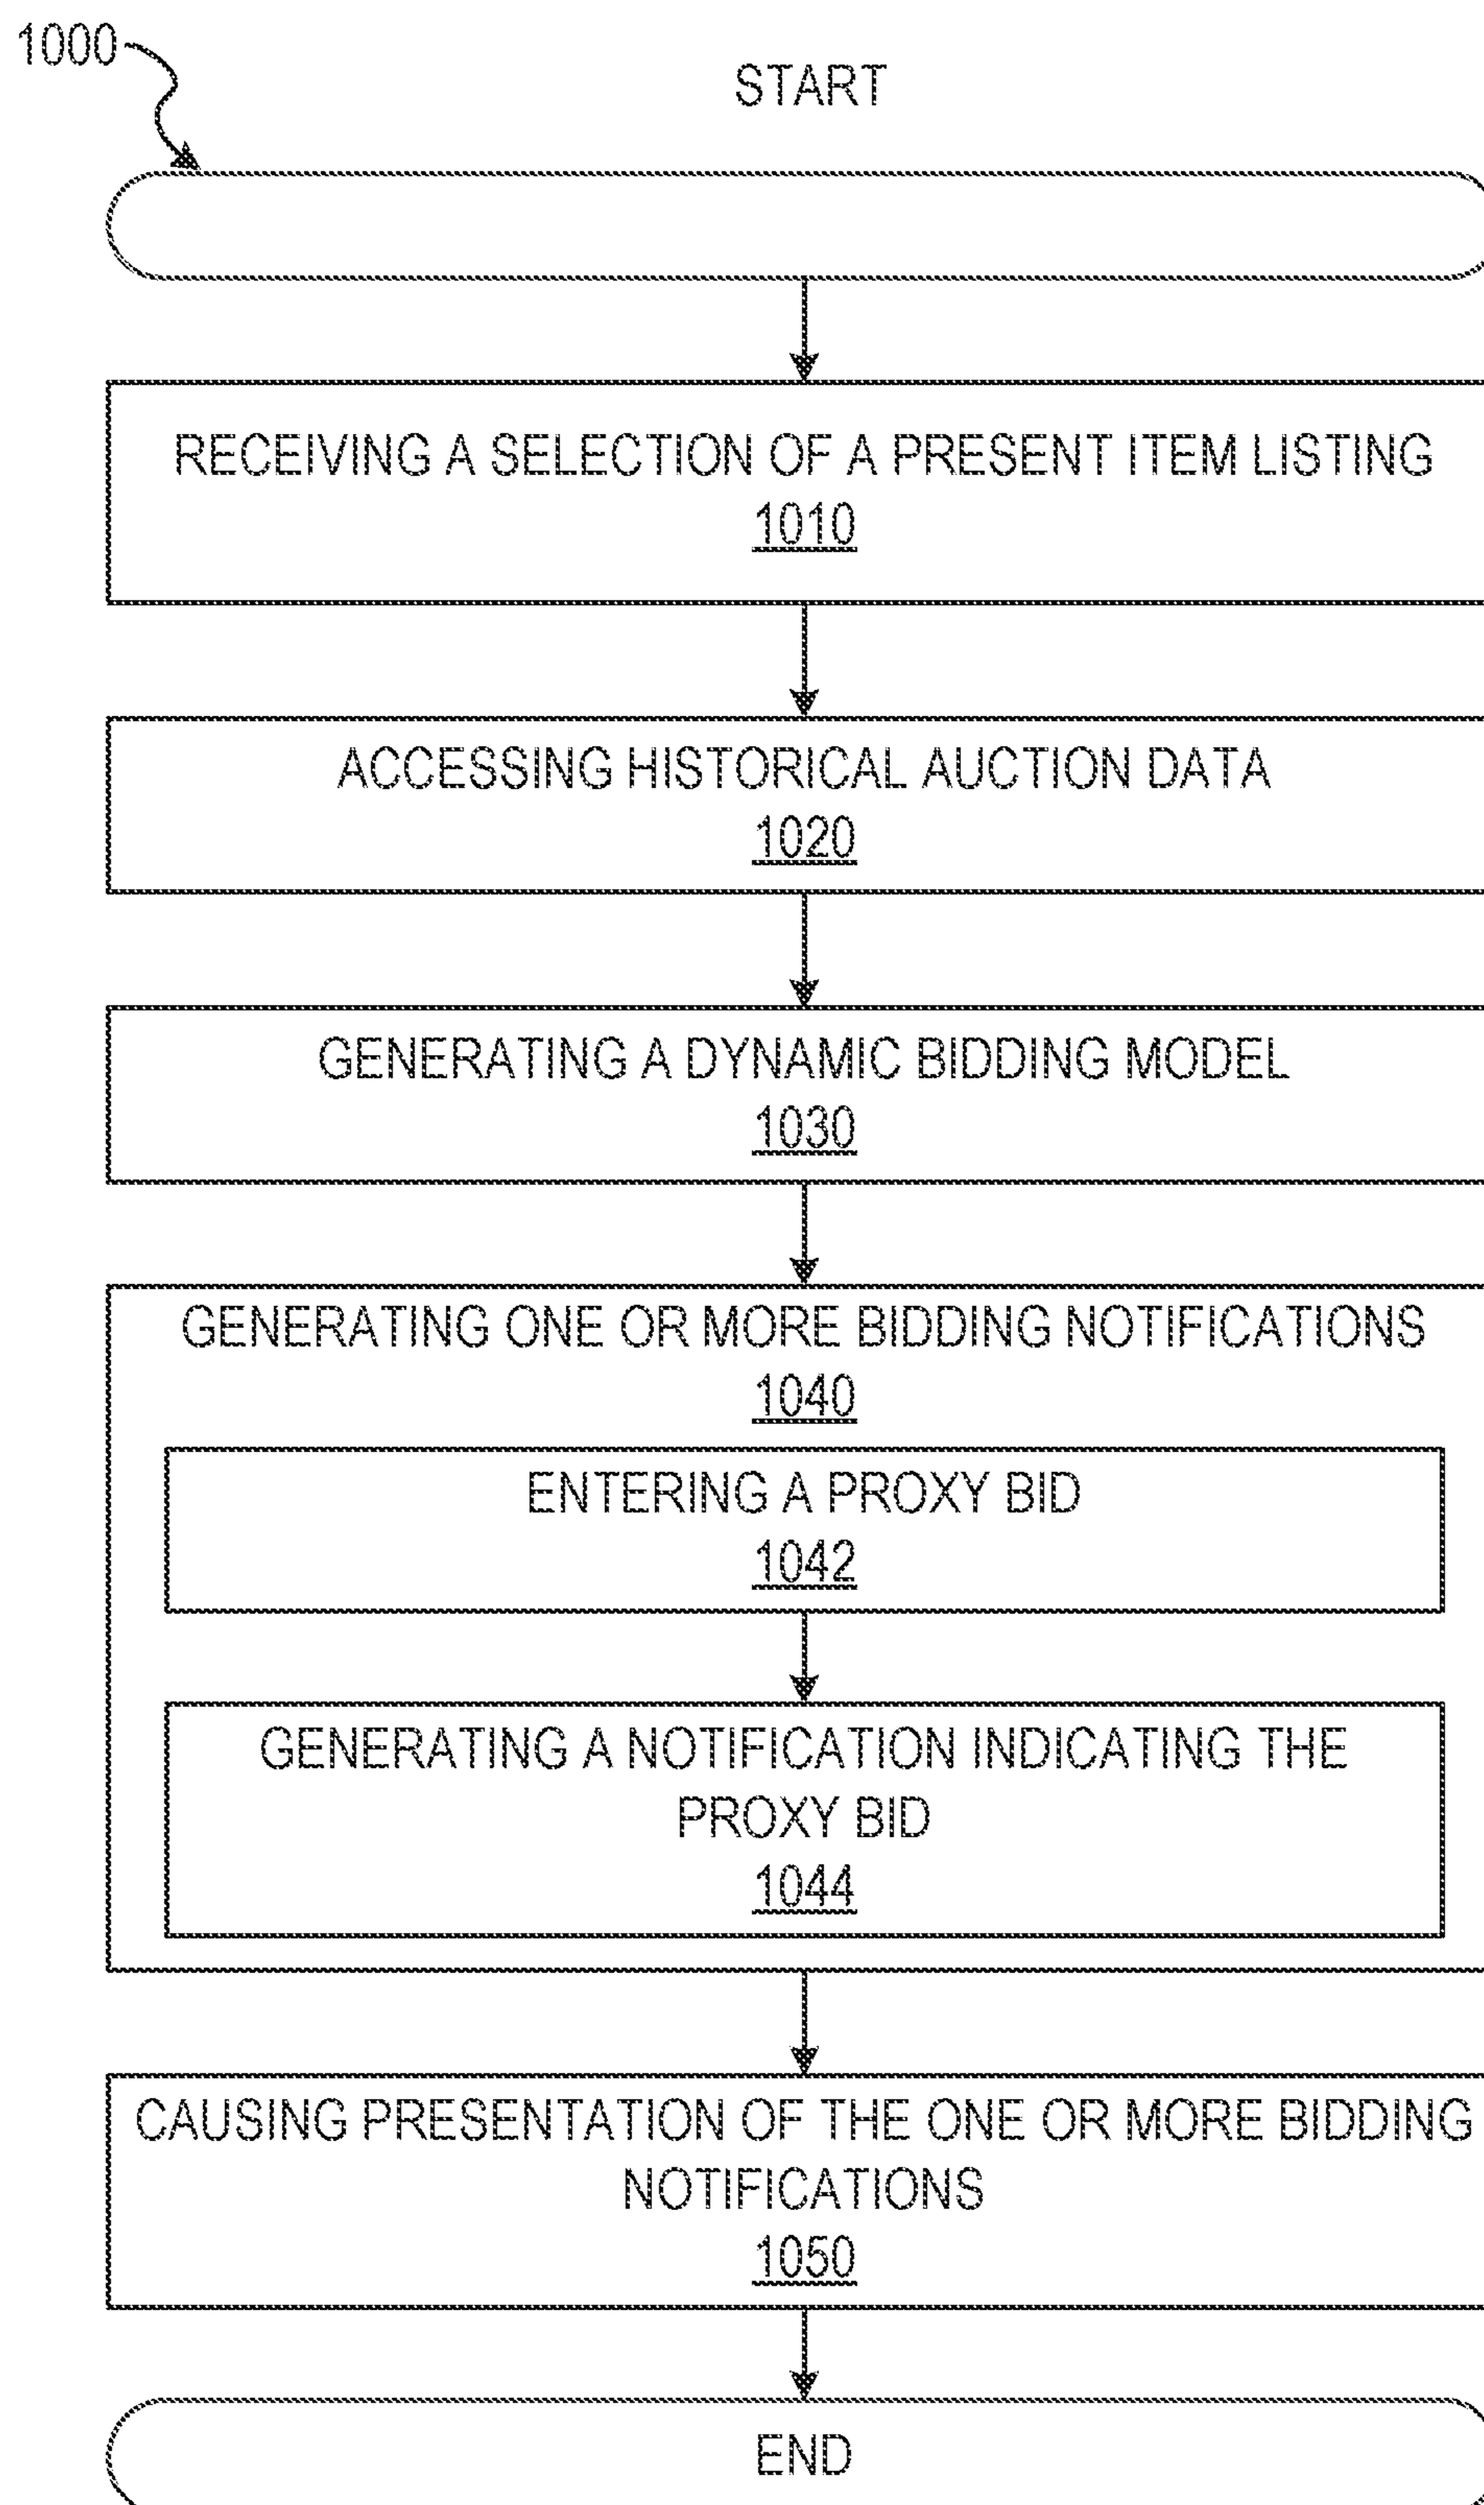 1000
START
RECEIVING A SELECTION OF A PRESENT ITEM LISTING
1010
ACCESSING HISTORICAL AUCTION DATA
1020
GENERATING A DYNAMIC BIDDING MODEL
1030
GENERATING ONE OR MORE BIDDING NOTIFICATIONS
1040
ENTERING A PROXY BID
1042
GENERATING A NOTIFICATION INDICATING THE
PROXY BID
1044
CAUSING PRESENTATION OF THE ONE OR MORE BIDDING
NOTIFICATIONS
1050
END